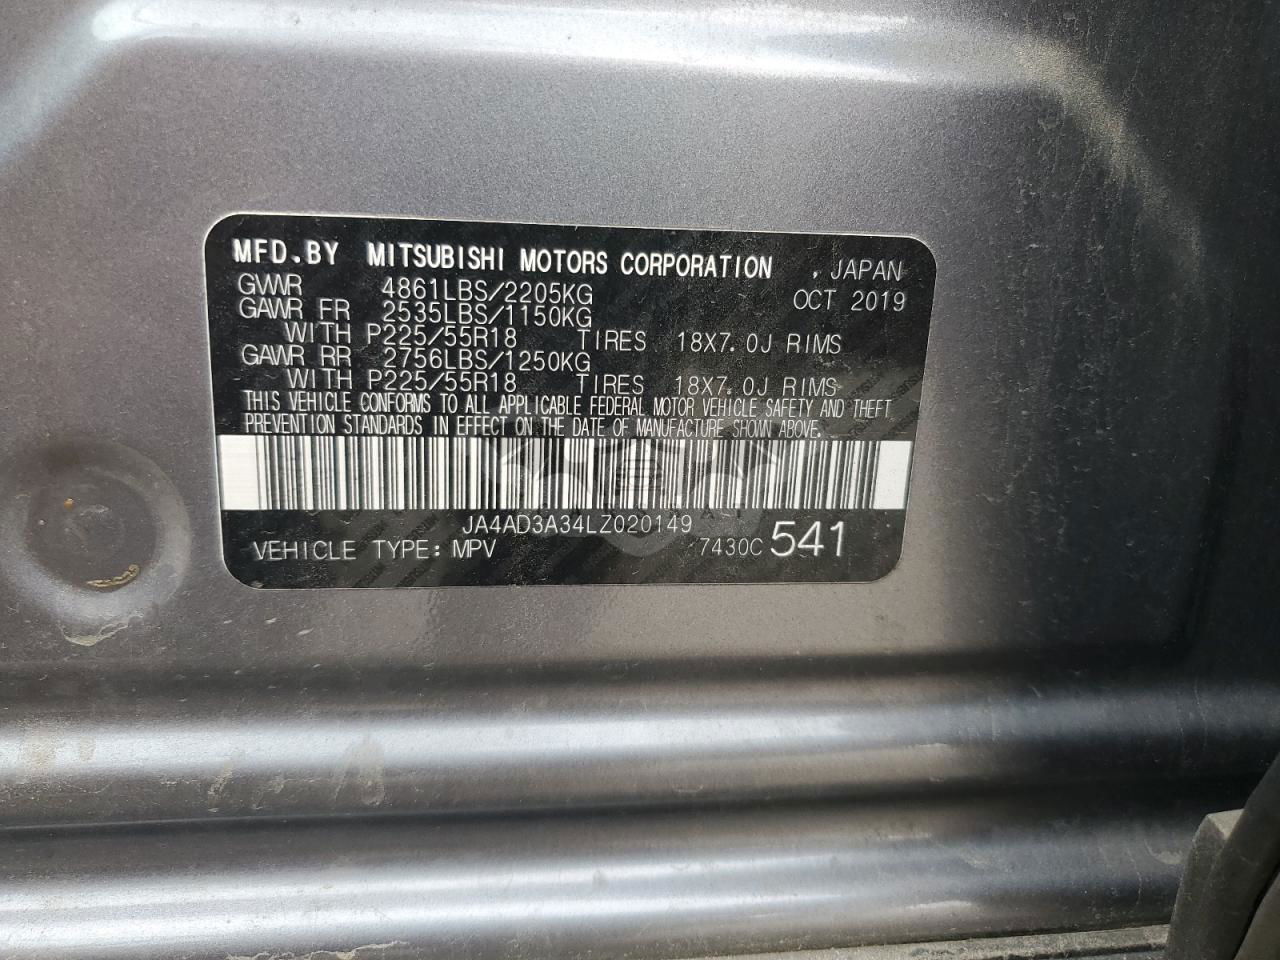 MFD.BY MITSUBISHI MOTORS CORPORATION , JAPAN
GVWR 4861LBS/2205KG OCT 2019
GAWR FR 2535LBS/1150KG
WITH P225/55R18 TIRES 18X7.0J RIMS
GAWR RR 2756LBS/1250KG
WITH P225/55R18 TIRES 18X7.0J RIMS
THIS VEHICLE CONFORMS TO ALL APPLICABLE FEDERAL MOTOR VEHICLE SAFETY AND THEFT
PREVENTION STANDARDS IN EFFECT ON THE DATE OF MANUFACTURE SHOWN ABOVE.
JA4AD3A34LZ020149
VEHICLE TYPE: MPV 7430C 541